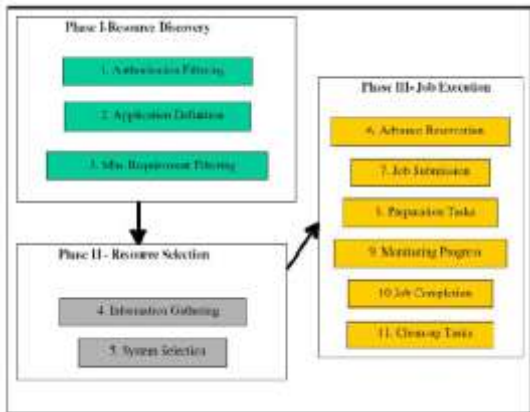 Phase I-Resource Discovery
1. Authorization Filtering
2. Application Definition
3. Min. Requirement Filtering
Phase II - Resource Selection
4. Information Gathering
5. System Selection
Phase III- Job Execution
6. Advance Reservation
7. Job Submission
8. Preparation Tasks
9. Monitoring Progress
10 Job Completion
11. Clean-up Tasks